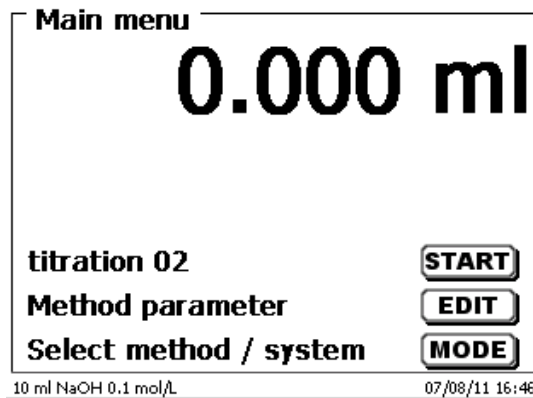 Main menu
0.000 ml
titration 02 START
Method parameter EDIT
Select method / system MODE
10 ml NaOH 0.1 mol/L 07/08/11 16:46